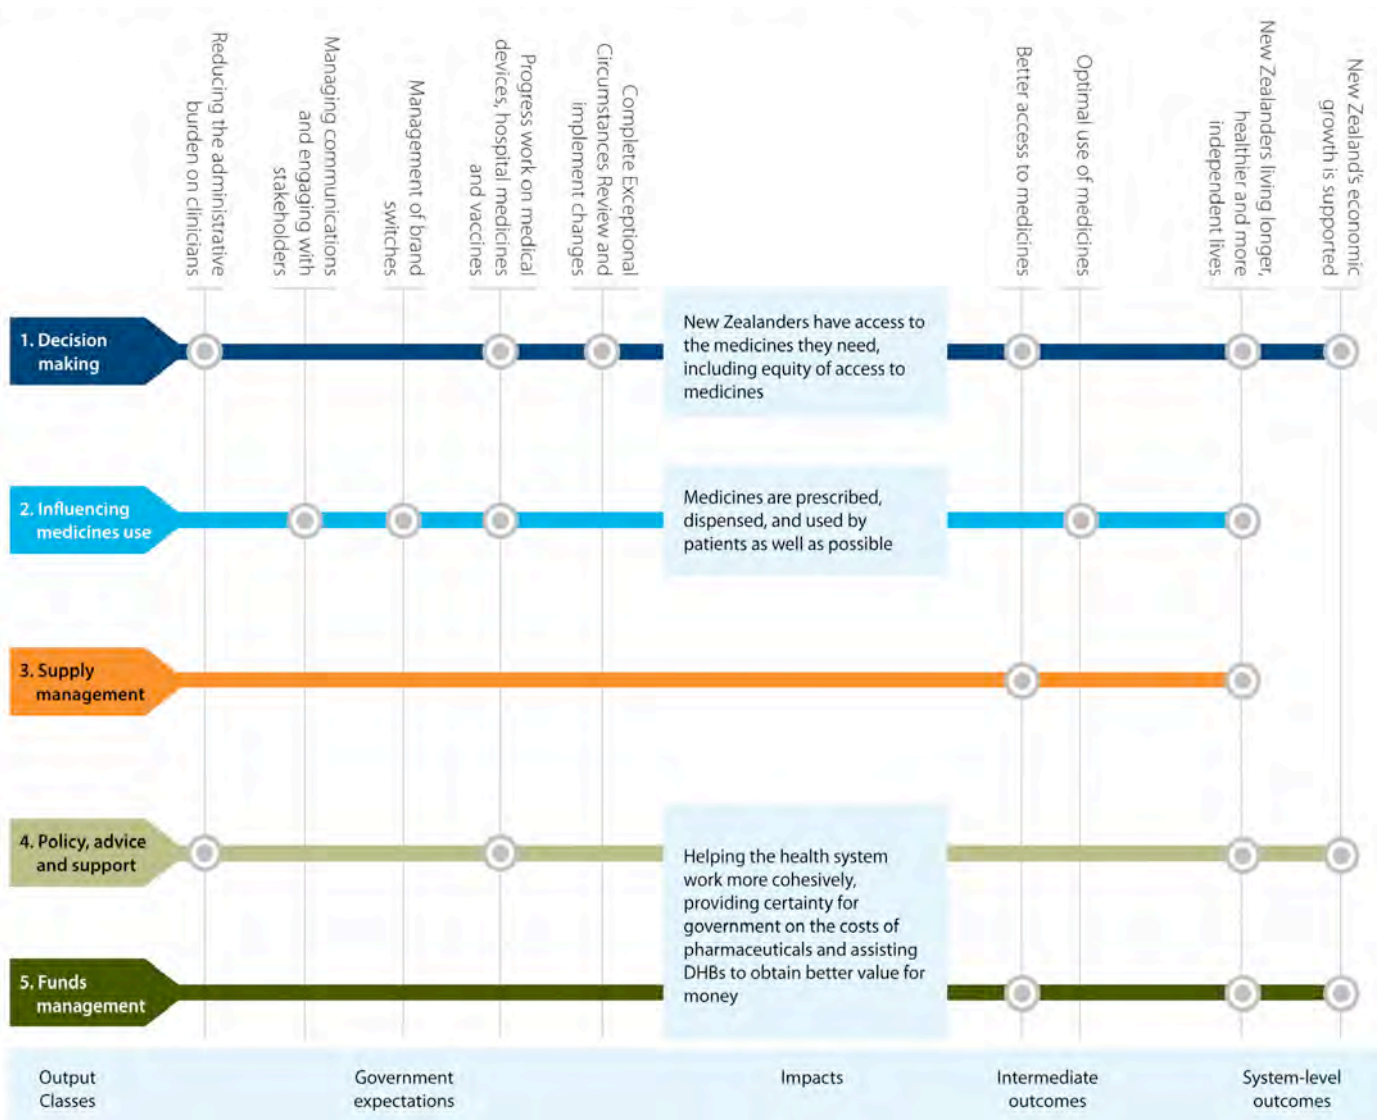 Reducing the administrative
burden on clinicians
Managing communications
and engaging with
stakeholders
Management of brand
switches
Progress work on medical
devices, hospital medicines
and vaccines
Complete Exceptional
Circumstances Review and
implement changes
Better access to medicines
Optimal use of medicines
New Zealanders living longer,
healthier and more
independent lives
New Zealand's economic
growth is supported
1. Decision
making
New Zealanders have access to
the medicines they need,
including equity of access to
medicines
2. Influencing
medicines use
Medicines are prescribed,
dispensed, and used by
patients as well as possible
3. Supply
management
4. Policy, advice
and support
Helping the health system
work more cohesively,
providing certainty for
government on the costs of
pharmaceuticals and assisting
DHBs to obtain better value for
money
5. Funds
management
Output
Classes
Government
expectations
Impacts
Intermediate
outcomes
System-level
outcomes